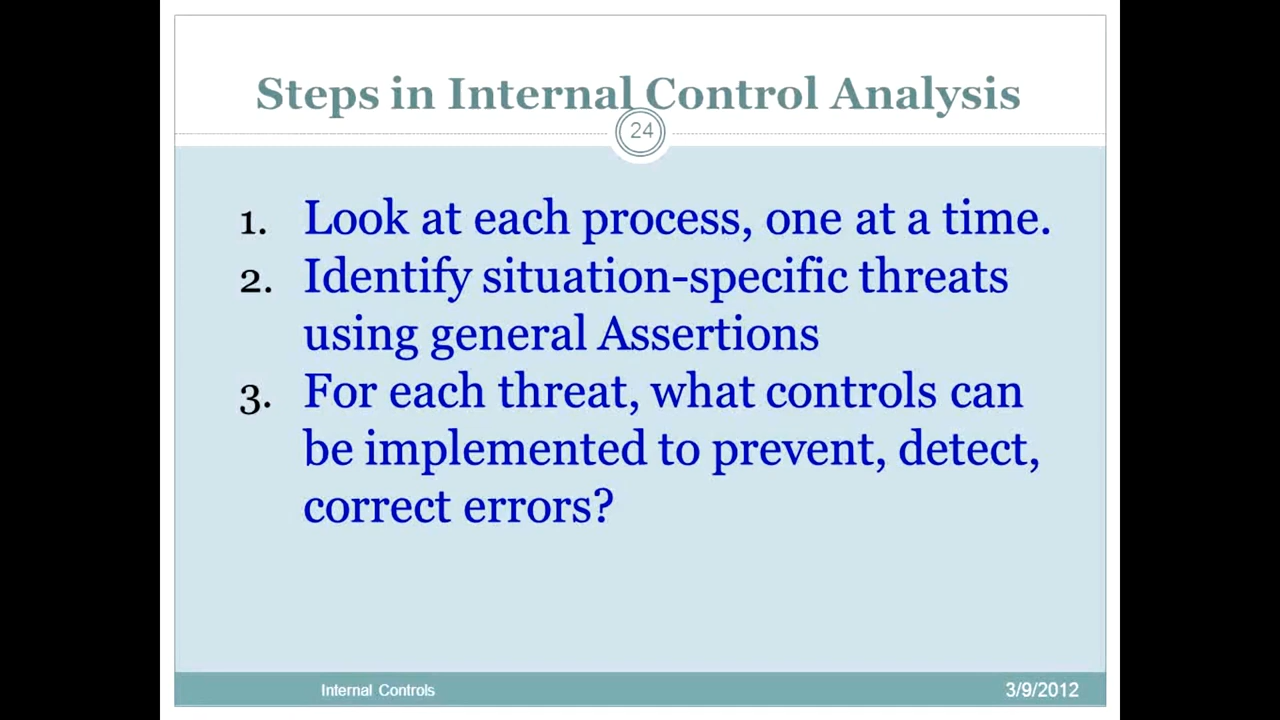 Steps in Internal Control Analysis
24
1. Look at each process, one at a time.
2. Identify situation-specific threats
using general Assertions
3. For each threat, what controls can
be implemented to prevent, detect,
correct errors?
Internal Controls
3/9/2012